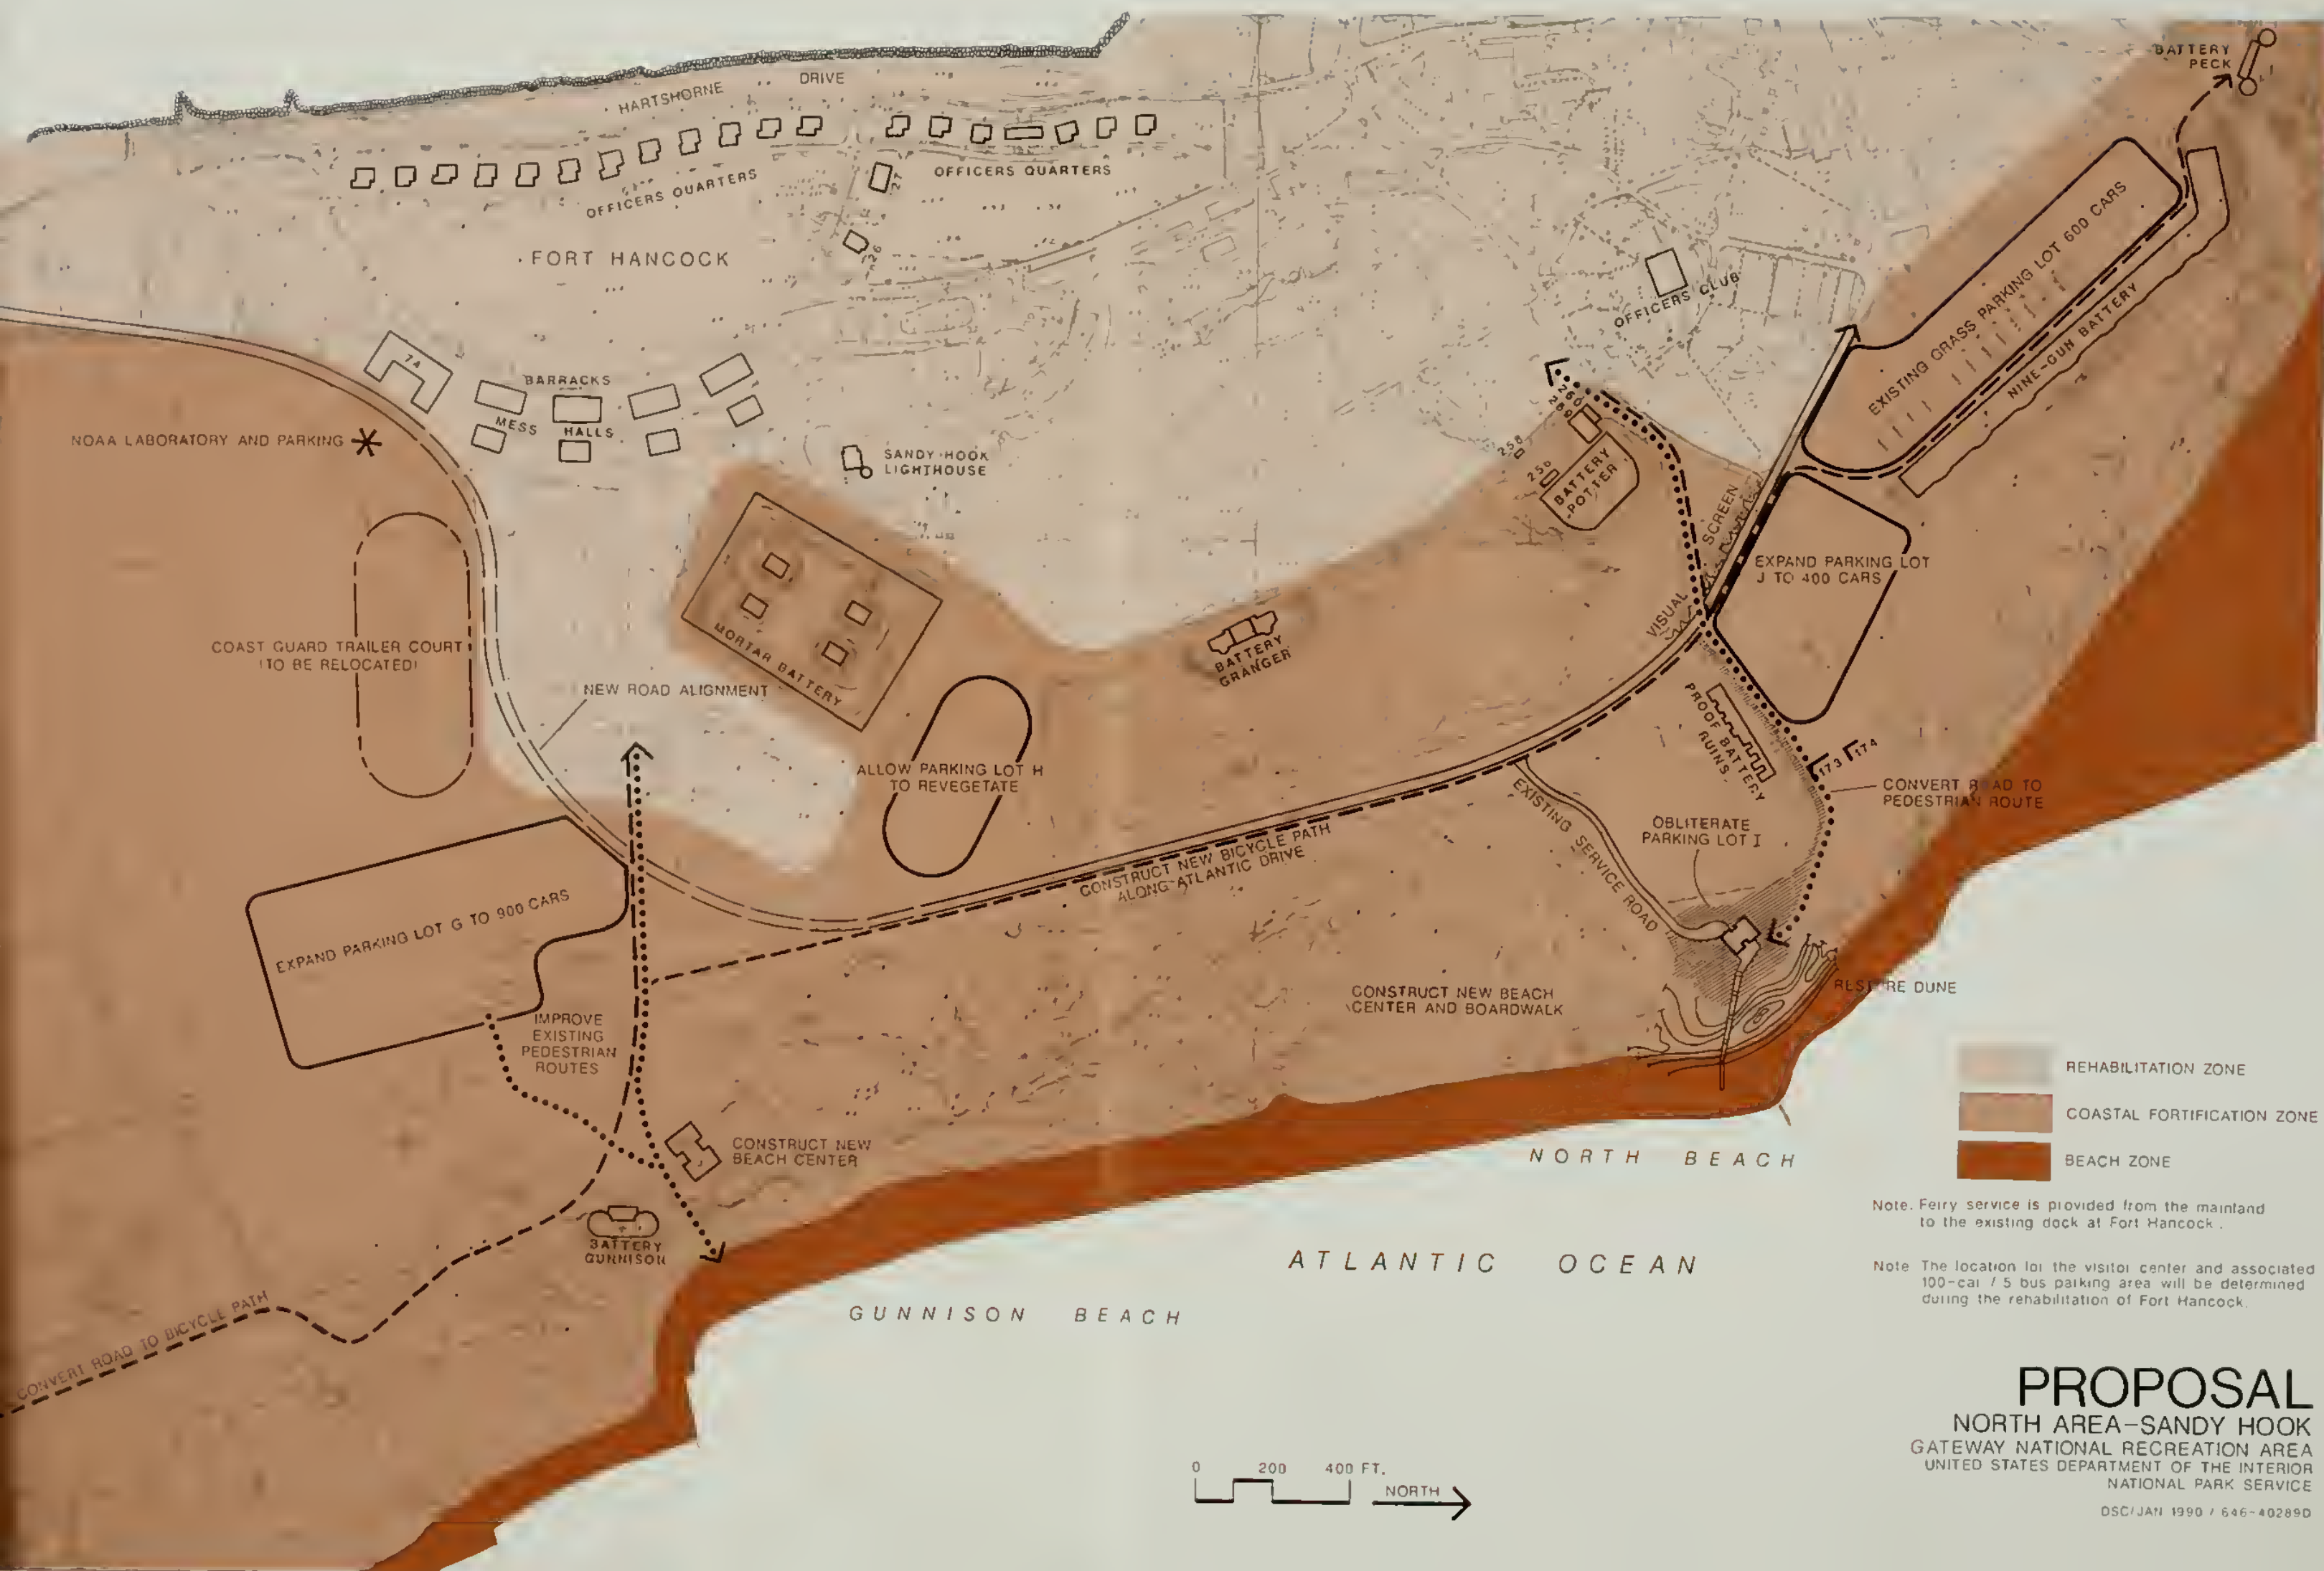 BATTERY
PECK
HARTSHORNE DRIVE
OFFICERS QUARTERS
OFFICERS QUARTERS
27
26
FORT HANCOCK
OFFICERS CLUB
EXISTING GRASS PARKING LOT 600 CARS
NINE-GUN BATTERY
74
BARRACKS
MESS HALLS
NOAA LABORATORY AND PARKING
SANDY HOOK
LIGHTHOUSE
260
BATTERY
POTTER
VISUAL SCREEN
EXPAND PARKING LOT
J TO 400 CARS
COAST GUARD TRAILER COURT
(TO BE RELOCATED)
MORTAR BATTERY
BATTERY
GRANGER
NEW ROAD ALIGNMENT
PROOF BATTERY
RUINS
173
174
ALLOW PARKING LOT H
TO REVEGETATE
CONVERT ROAD TO
PEDESTRIAN ROUTE
EXISTING SERVICE ROAD
OBLITERATE
PARKING LOT I
CONSTRUCT NEW BICYCLE PATH
ALONG ATLANTIC DRIVE
EXPAND PARKING LOT G TO 900 CARS
CONSTRUCT NEW BEACH
CENTER AND BOARDWALK
RESTORE DUNE
IMPROVE
EXISTING
PEDESTRIAN
ROUTES
CONSTRUCT NEW
BEACH CENTER
BATTERY
GUNNISON
CONVERT ROAD TO BICYCLE PATH
NORTH BEACH
ATLANTIC OCEAN
GUNNISON BEACH
REHABILITATION ZONE
COASTAL FORTIFICATION ZONE
BEACH ZONE
Note. Ferry service is provided from the mainland
to the existing dock at Fort Hancock.
Note The location for the visitor center and associated
100-car / 5 bus parking area will be determined
during the rehabilitation of Fort Hancock.
0 200 400 FT.
NORTH
PROPOSAL
NORTH AREA-SANDY HOOK
GATEWAY NATIONAL RECREATION AREA
UNITED STATES DEPARTMENT OF THE INTERIOR
NATIONAL PARK SERVICE
DSC/JAN 1990 / 646-40289D